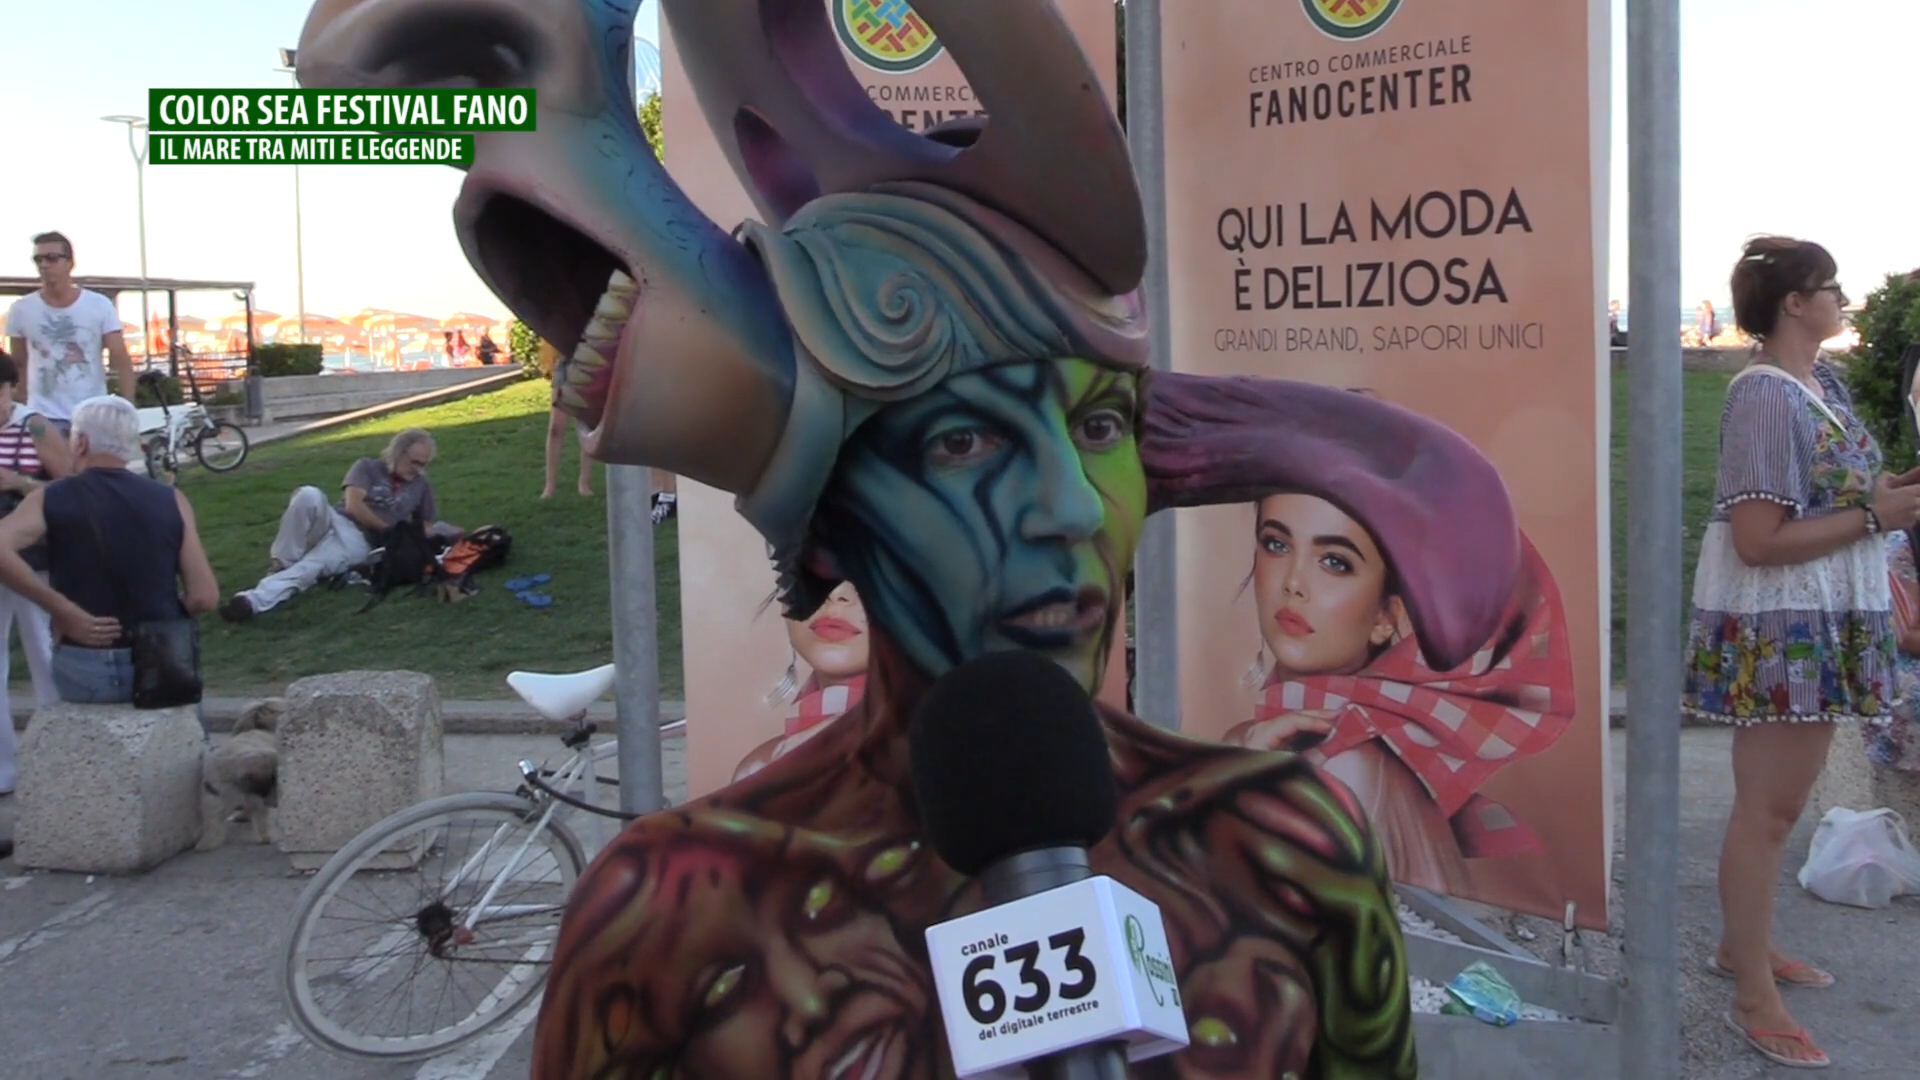 COLOR SEA FESTIVAL FANO
IL MARE TRA MITI E LEGGENDE
CENTRO COMMERCIALE
FANOCENTER
QUI LA MODA
È DELIZIOSA
GRANDI BRAND, SAPORI UNICI
canale
633
del digitale terrestre